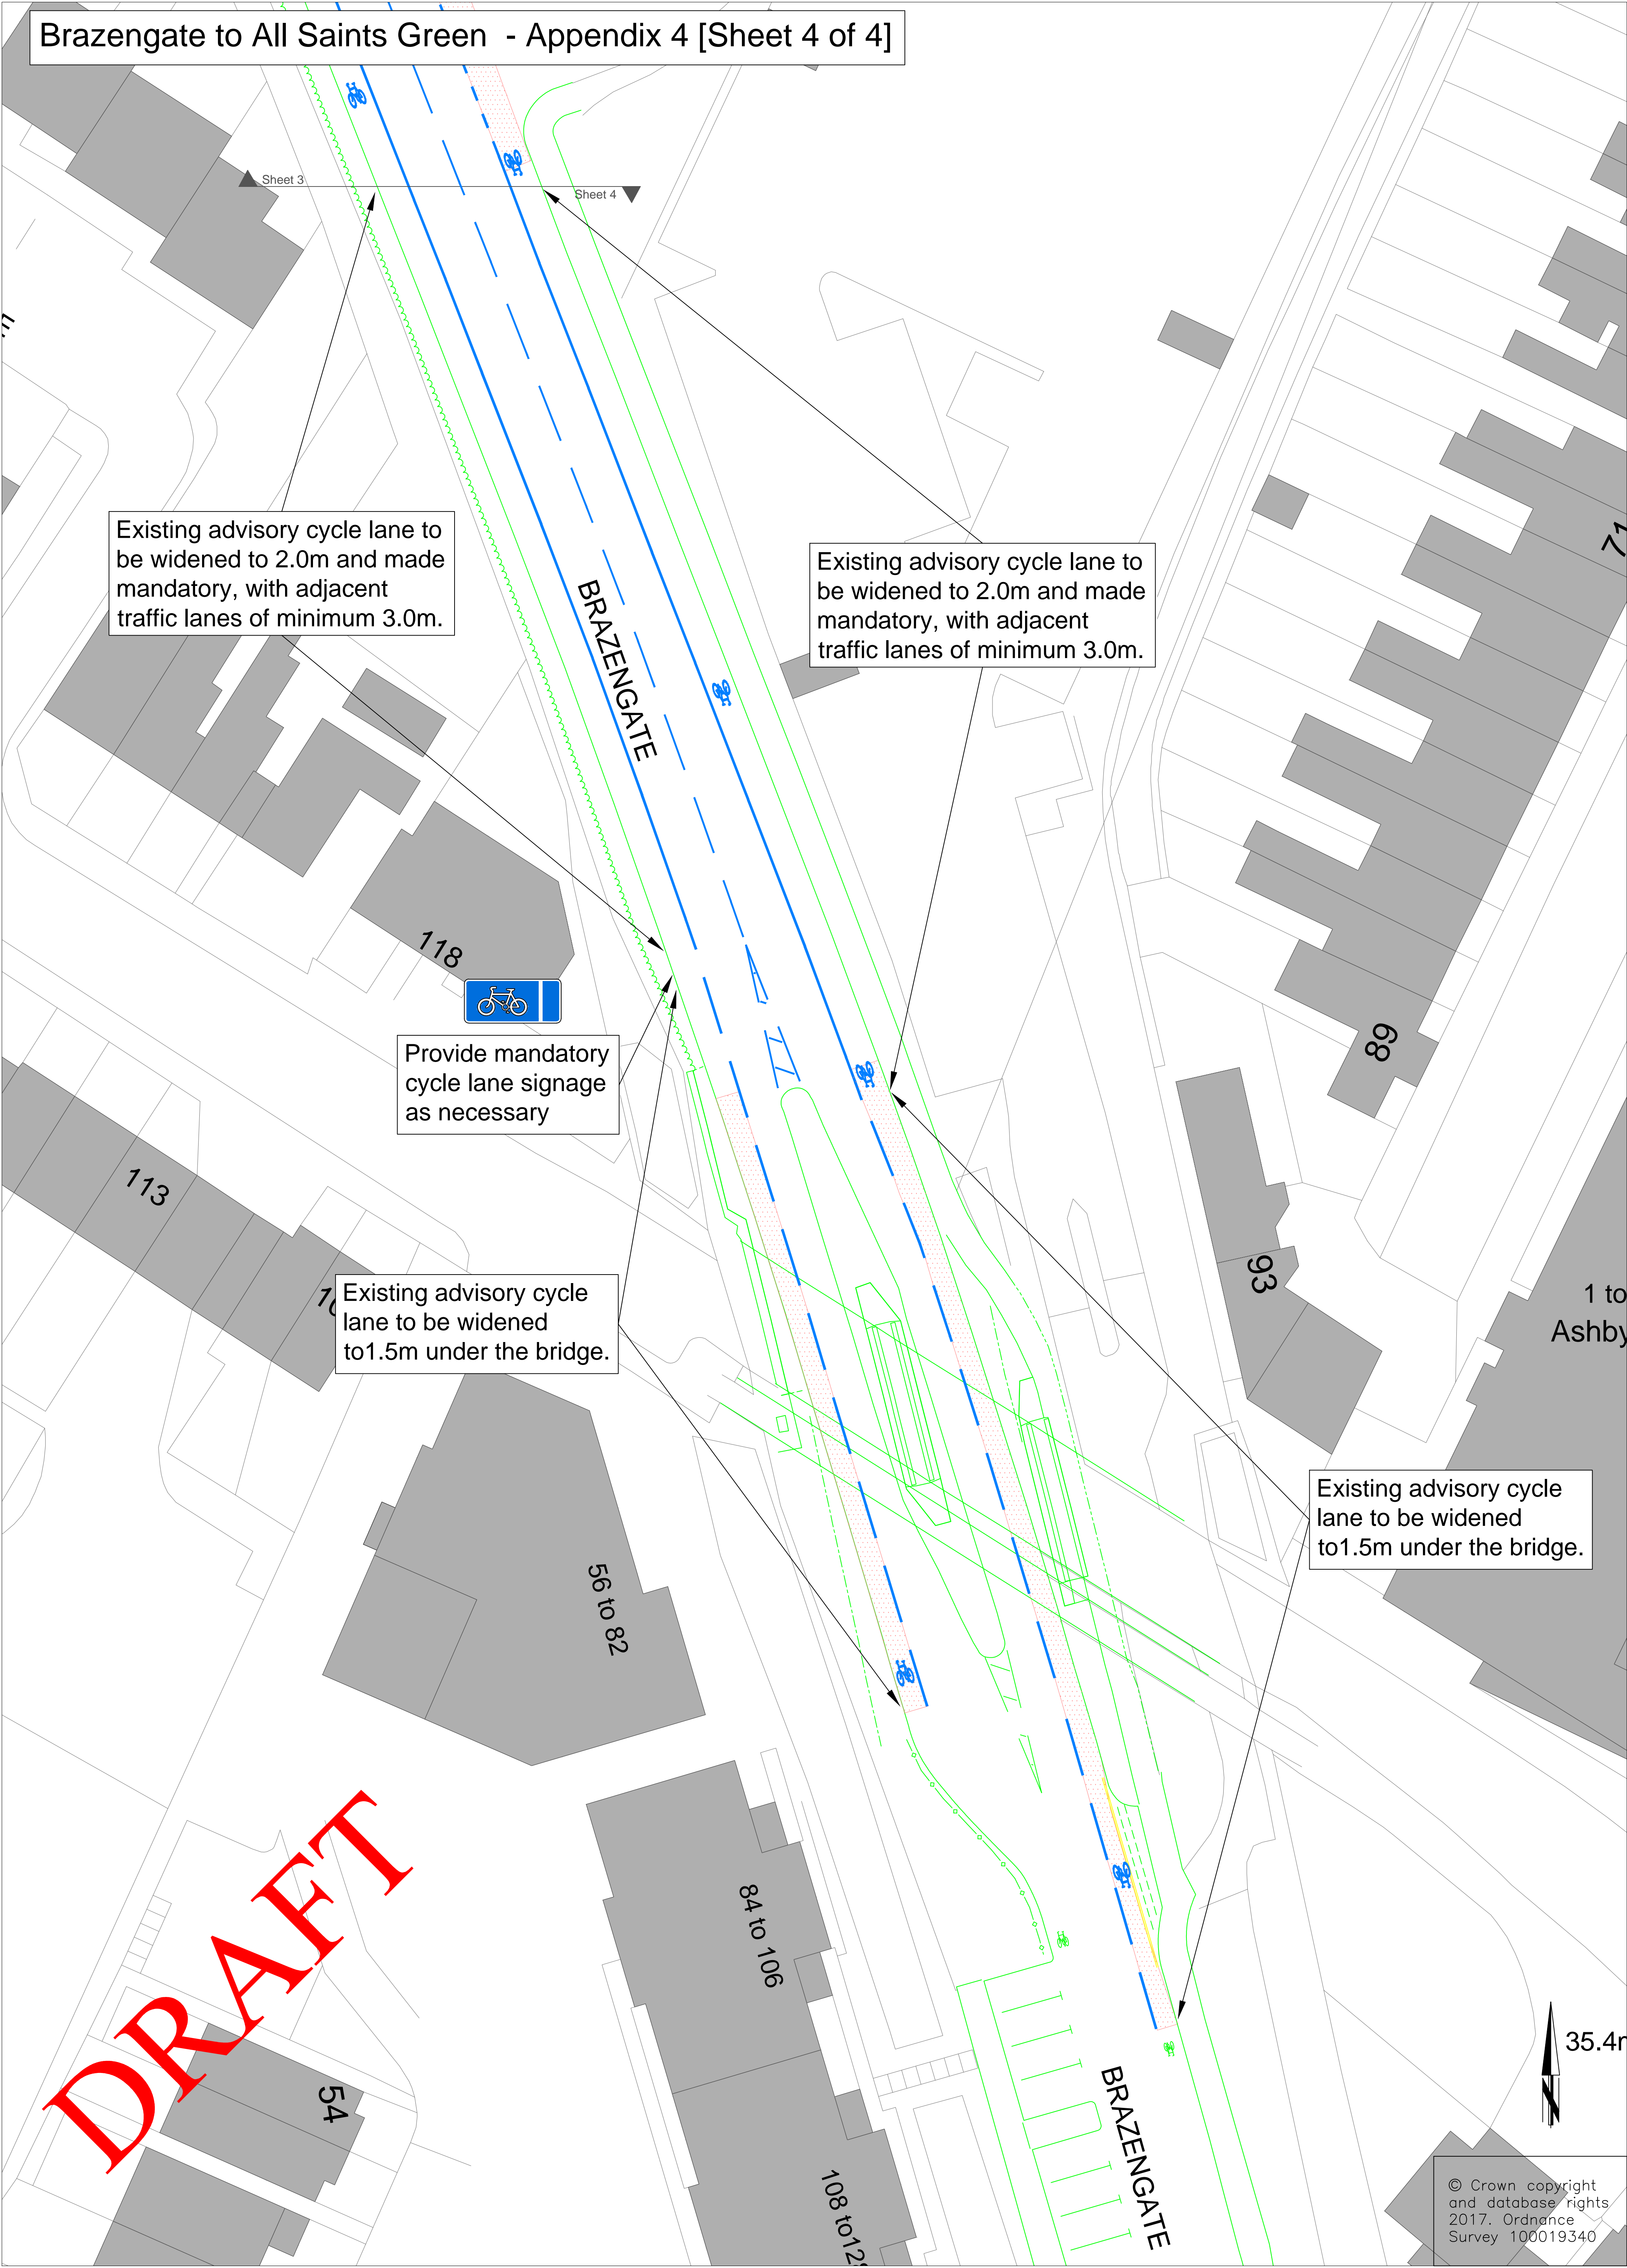 Brazengate to All Saints Green - Appendix 4 [Sheet 4 of 4]
Sheet 3
Sheet 4
Existing advisory cycle lane to
be widened to 2.0m and made
mandatory, with adjacent
traffic lanes of minimum 3.0m.
Existing advisory cycle lane to
be widened to 2.0m and made
mandatory, with adjacent
traffic lanes of minimum 3.0m.
71
BRAZENGATE
118
Provide mandatory
cycle lane signage
as necessary
89
113
93
Existing advisory cycle
lane to be widened
to1.5m under the bridge.
1 to
Ashby
Existing advisory cycle
lane to be widened
to1.5m under the bridge.
56 to 82
84 to 106
DRAFT
54
35.4m
N
BRAZENGATE
108 to
© Crown copyright
and database rights
2017. Ordnance
Survey 100019340